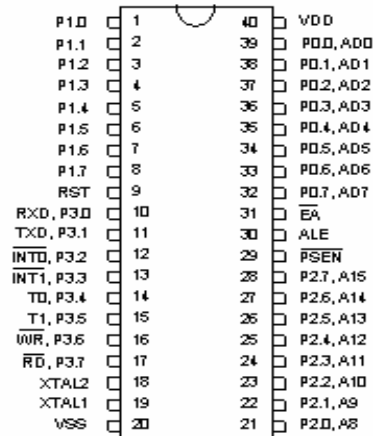 P1.0 1 40 VDD
P1.1 2 39 P0.0, AD0
P1.2 3 38 P0.1, AD1
P1.3 4 37 P0.2, AD2
P1.4 5 36 P0.3, AD3
P1.5 6 35 P0.4, AD4
P1.6 7 34 P0.5, AD5
P1.7 8 33 P0.6, AD6
RST 9 32 P0.7, AD7
RXD, P3.0 10 31 EA
TXD, P3.1 11 30 ALE
INT0, P3.2 12 29 PSEN
INT1, P3.3 13 28 P2.7, A15
T0, P3.4 14 27 P2.6, A14
T1, P3.5 15 26 P2.5, A13
WR, P3.6 16 25 P2.4, A12
RD, P3.7 17 24 P2.3, A11
XTAL2 18 23 P2.2, A10
XTAL1 19 22 P2.1, A9
VSS 20 21 P2.0, A8